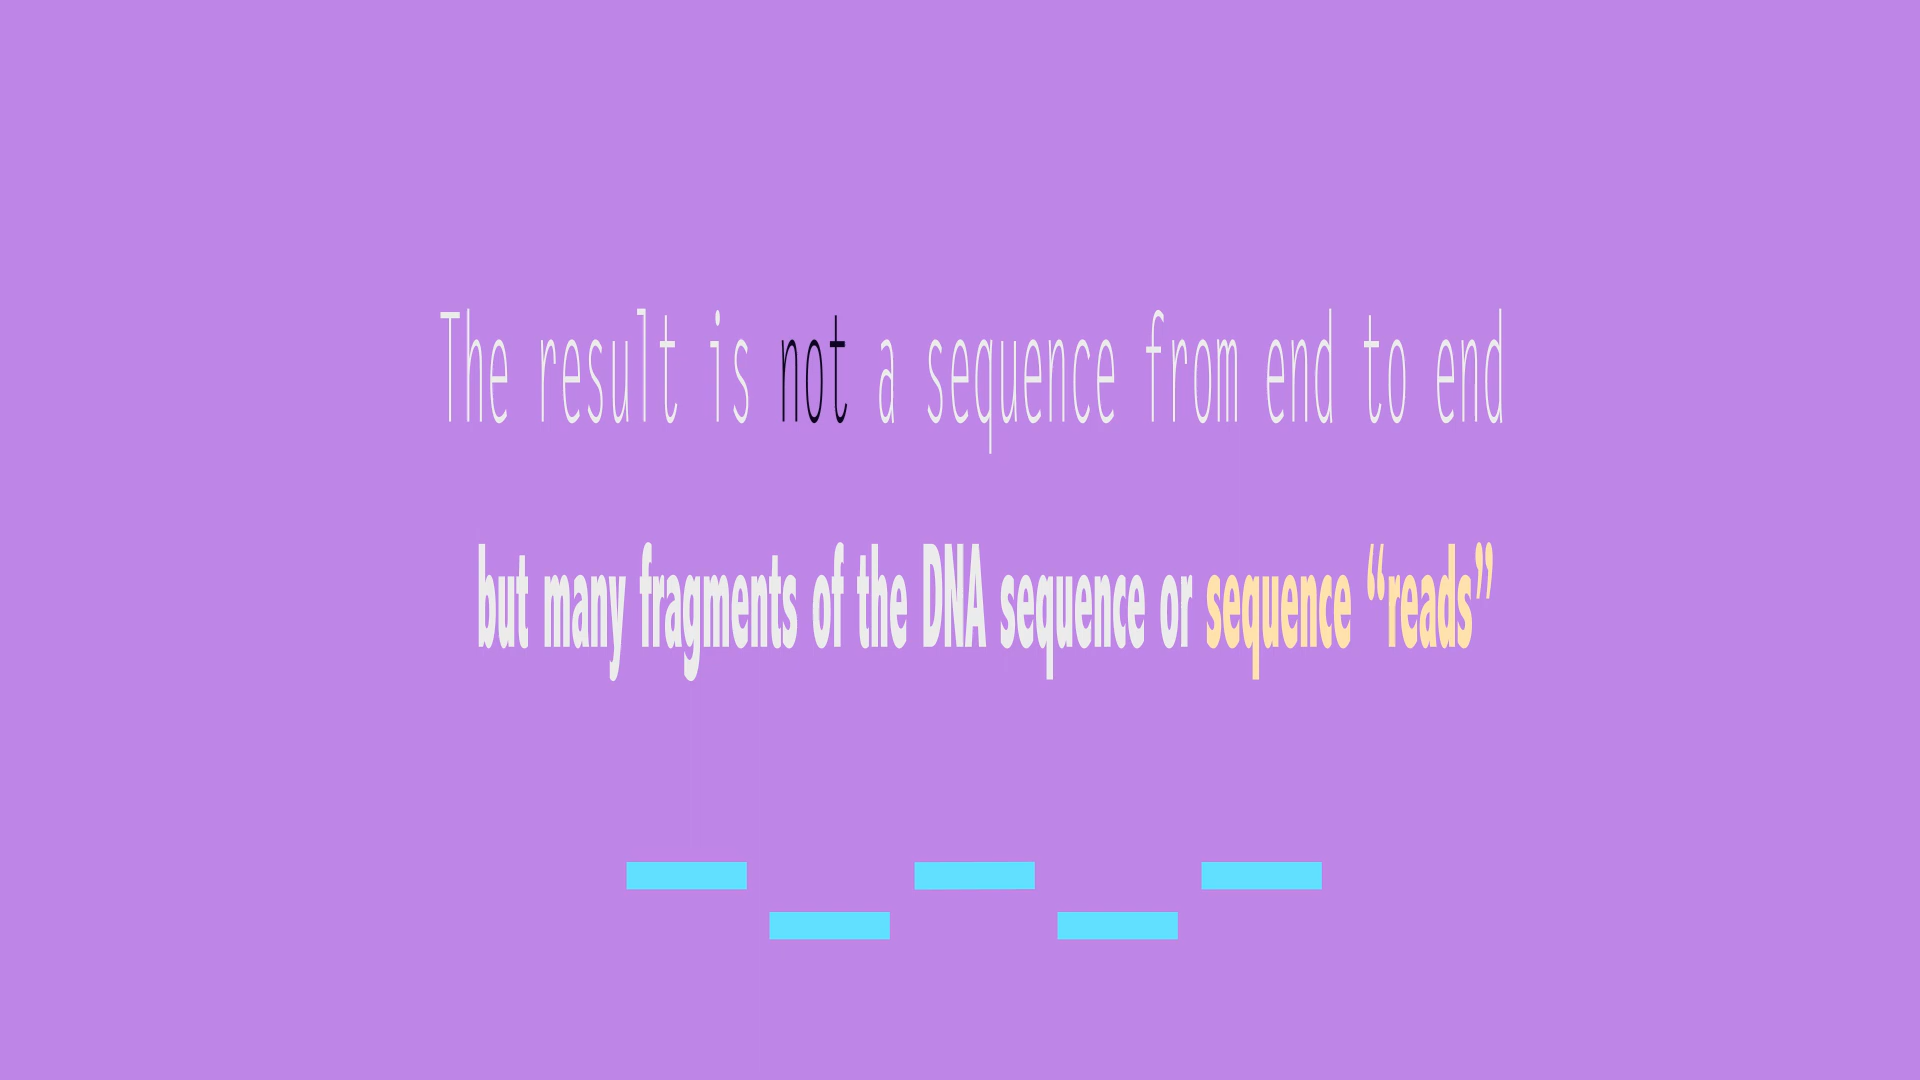 The result is not a sequence from end to end
but many fragments of the DNA sequence or sequence “reads”